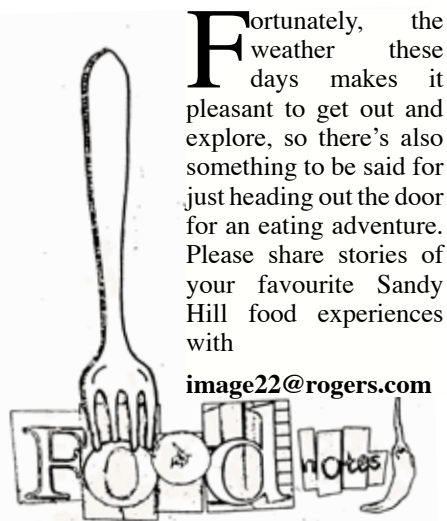 Fortunately, the
weather these
days makes it
pleasant to get out and
explore, so there’s also
something to be said for
just heading out the door
for an eating adventure.
Please share stories of
your favourite Sandy
Hill food experiences
with
image22@rogers.com
Food notes